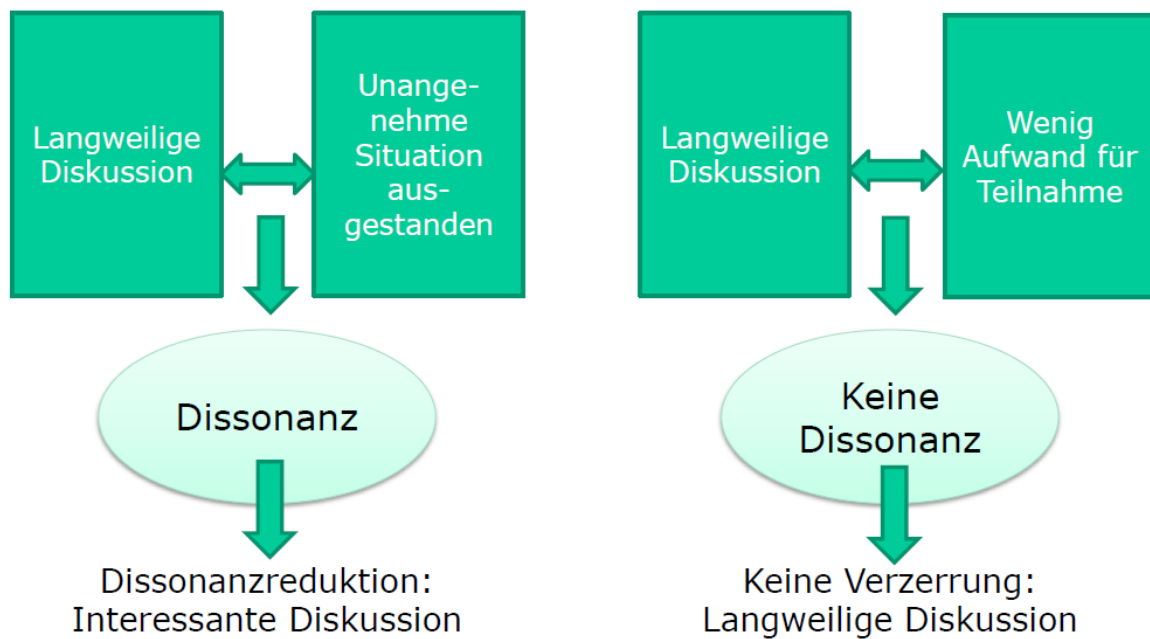 Langweilige
Diskussion
Unange-
nehme
Situation
aus-
gestanden
Langweilige
Diskussion
Wenig
Aufwand für
Teilnahme
Dissonanz
Keine
Dissonanz
Dissonanzreduktion:
Interessante Diskussion
Keine Verzerrung:
Langweilige Diskussion